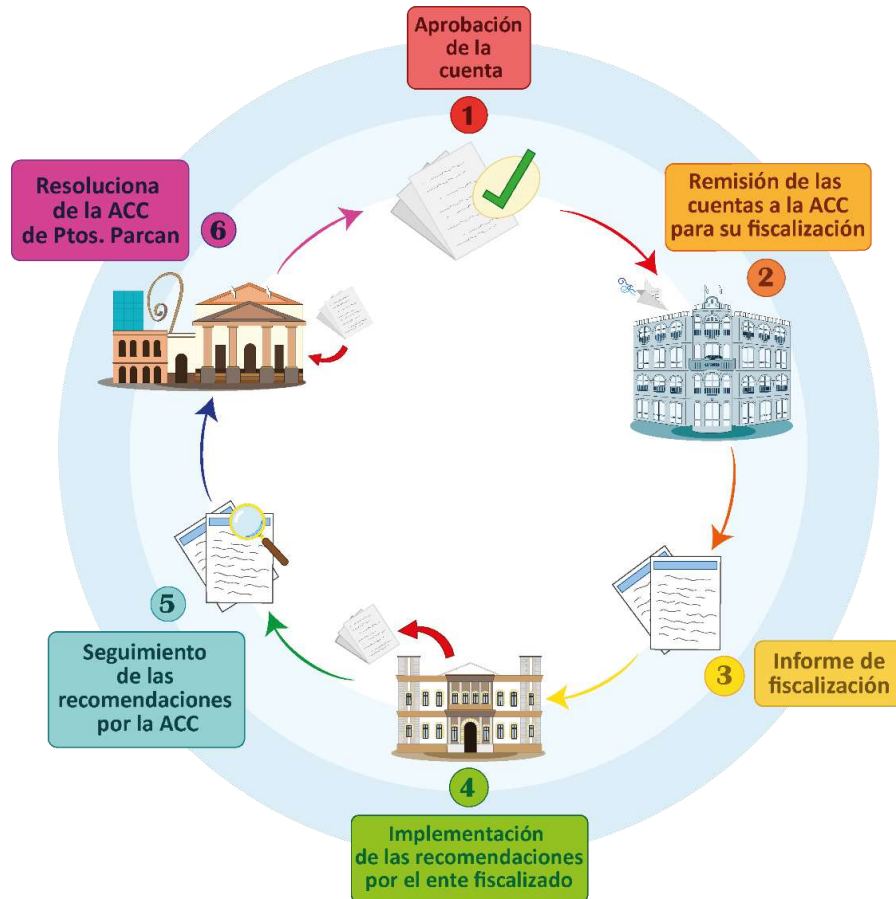 Aprobación
de la
cuenta
1
Remisión de las
cuentas a la ACC
para su fiscalización
2
3
Informe de
fiscalización
4
Implementación
de las recomendaciones
por el ente fiscalizado
5
Seguimiento
de las
recomendaciones
por la ACC
Resoluciona
de la ACC
de Ptos. Parcan
6